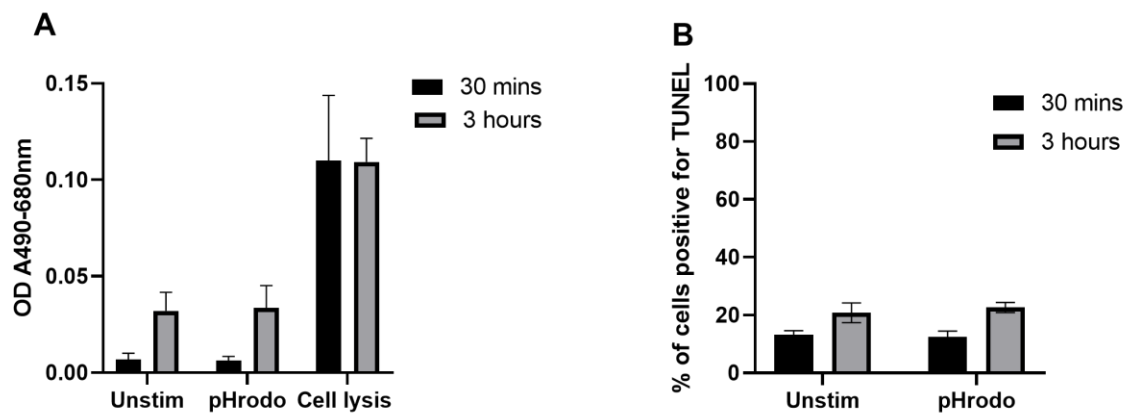 A
OD A490-680nm
0.15
0.10
0.05
0.00
Unstim pHrodo Cell lysis
30 mins
3 hours
B
% of cells positive for TUNEL
100
80
60
40
20
0
Unstim pHrodo
30 mins
3 hours